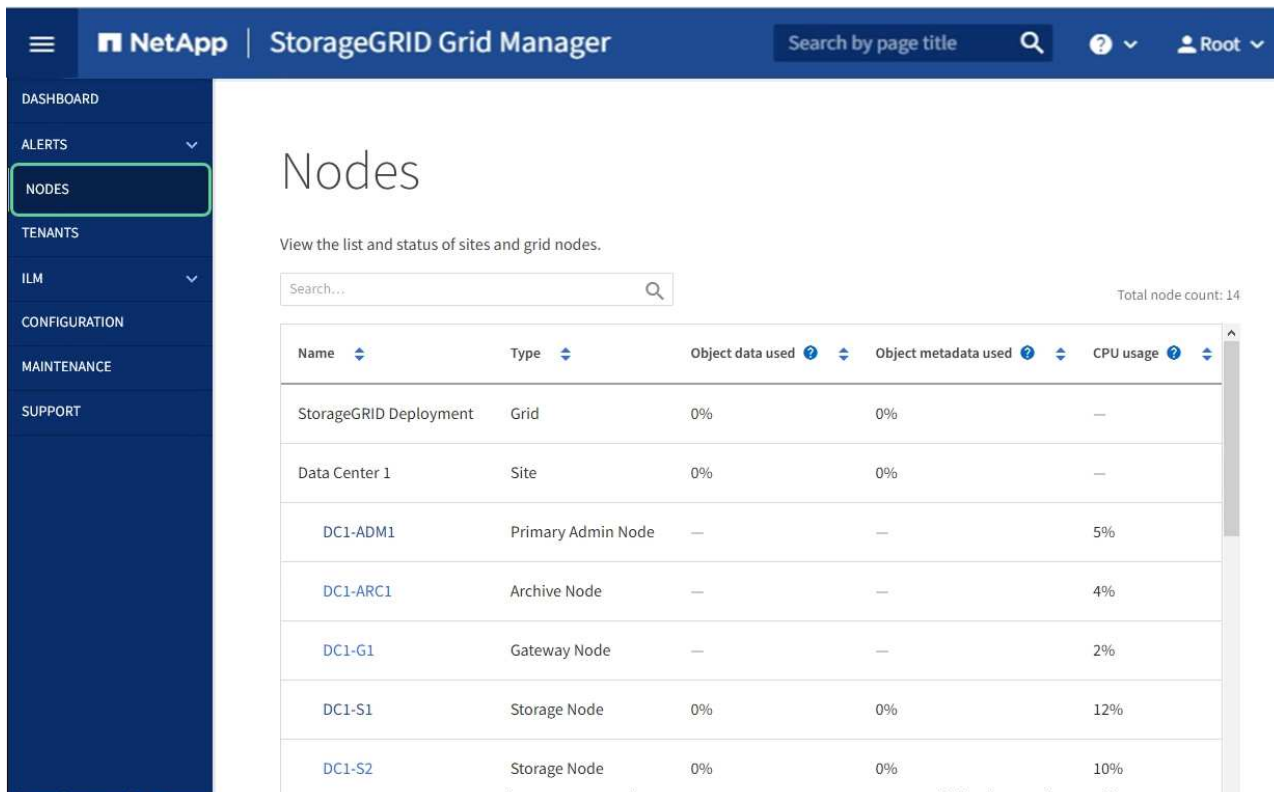 NetApp | StorageGRID Grid Manager
Search by page title
?
Root
DASHBOARD
ALERTS
NODES
TENANTS
ILM
CONFIGURATION
MAINTENANCE
SUPPORT
Nodes
View the list and status of sites and grid nodes.
Search...
Total node count: 14
Name Type Object data used ? Object metadata used ? CPU usage ?
StorageGRID Deployment Grid 0% 0% —
Data Center 1 Site 0% 0% —
DC1-ADM1 Primary Admin Node — — 5%
DC1-ARC1 Archive Node — — 4%
DC1-G1 Gateway Node — — 2%
DC1-S1 Storage Node 0% 0% 12%
DC1-S2 Storage Node 0% 0% 10%